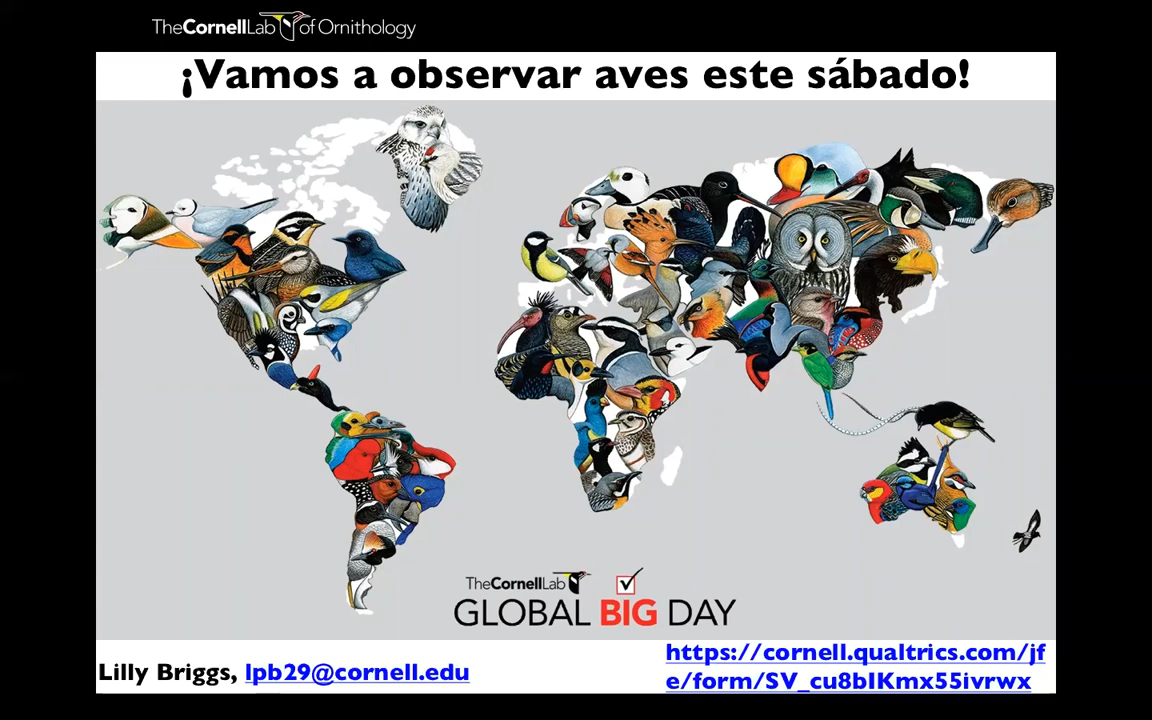 TheCornellLab of Ornithology
¡Vamos a observar aves este sábado!
TheCornellLab
GLOBAL BIG DAY
Lilly Briggs, lpb29@cornell.edu
https://cornell.qualtrics.com/jf
e/form/SV_cu8bIKmx55ivrwx